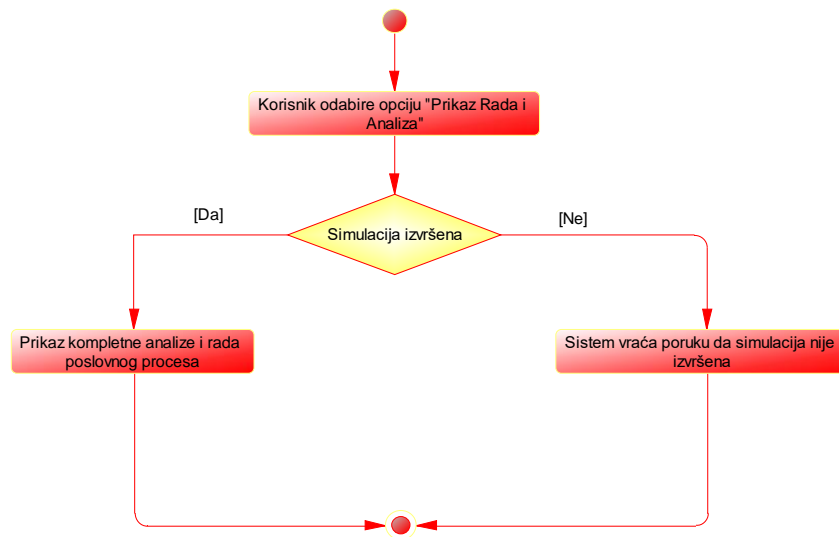 Korisnik odabire opciju "Prikaz Rada i
Analiza"
[Da]
[Ne]
Simulacija izvršena
Prikaz kompletne analize i rada
poslovnog procesa
Sistem vraća poruku da simulacija nije
izvršena